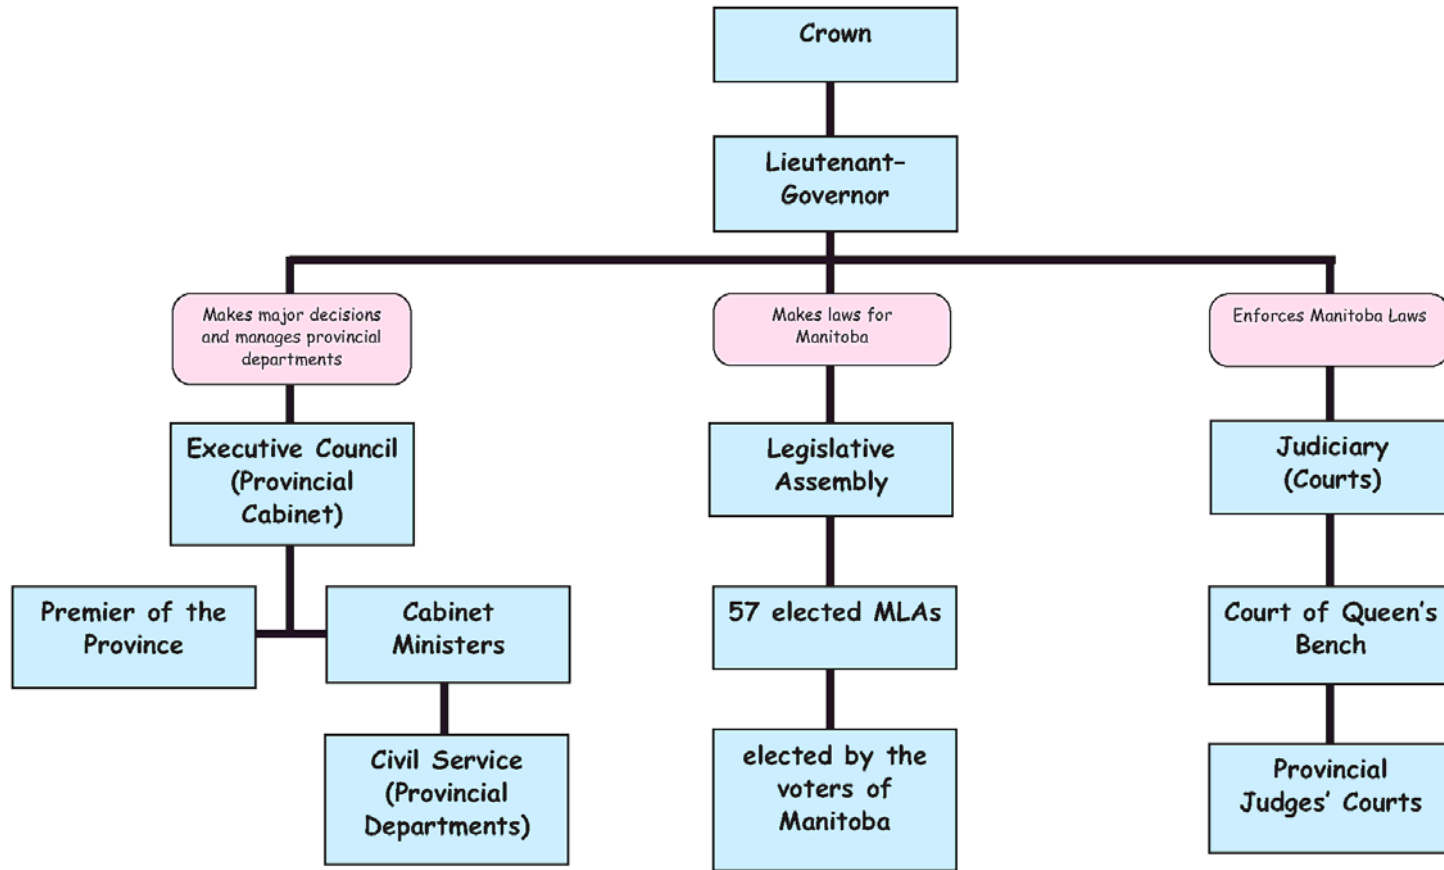 Crown
Lieutenant-
Governor
Makes major decisions
and manages provincial
departments
Makes laws for
Manitoba
Enforces Manitoba Laws
Executive Council
(Provincial
Cabinet)
Legislative
Assembly
Judiciary
(Courts)
Premier of the
Province
Cabinet
Ministers
57 elected MLAs
Court of Queen's
Bench
Civil Service
(Provincial
Departments)
elected by the
voters of
Manitoba
Provincial
Judges' Courts